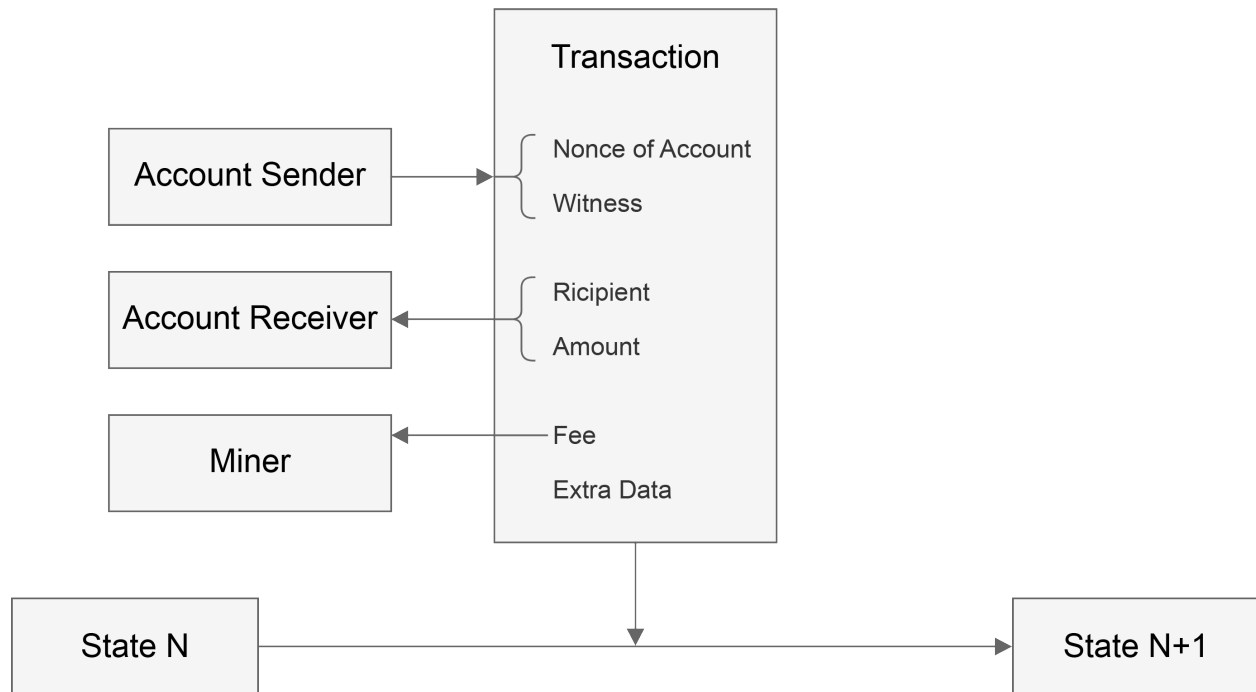 Transaction
Account Sender
Nonce of Account
Witness
Account Receiver
Ricipient
Amount
Miner
Fee
Extra Data
State N
State N+1